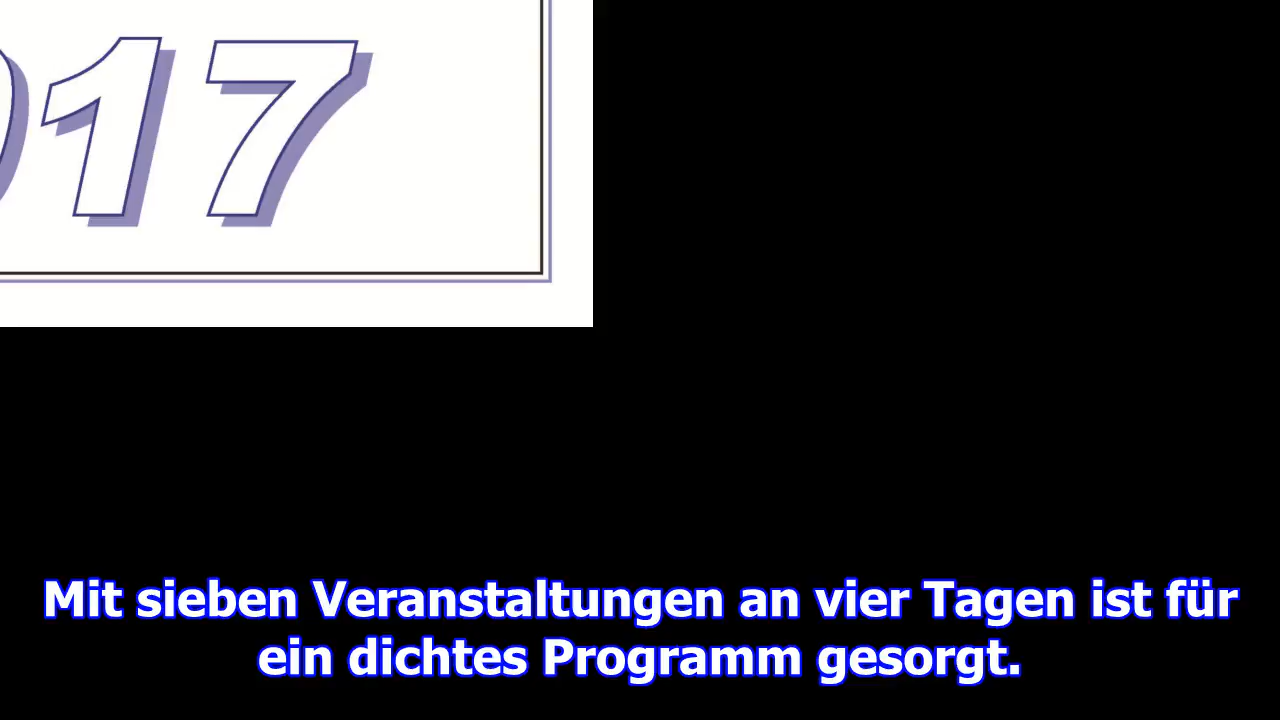 017
Mit sieben Veranstaltungen an vier Tagen ist für
ein dichtes Programm gesorgt.